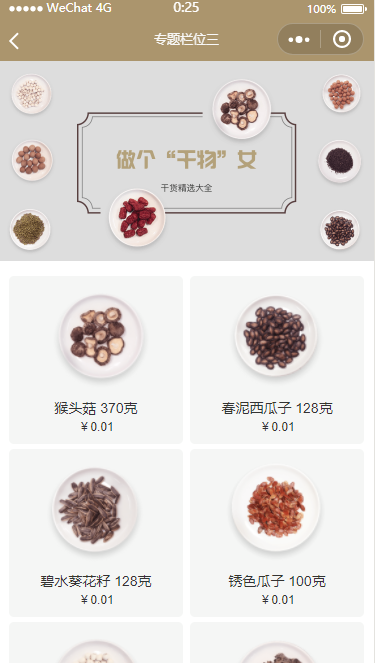 WeChat 4G
0:25
100%
专题栏位三
做个“干物”女
干货精选大全
猴头菇 370克
￥0.01
春泥西瓜子 128克
￥0.01
碧水葵花籽 128克
￥0.01
锈色瓜子 100克
￥0.01